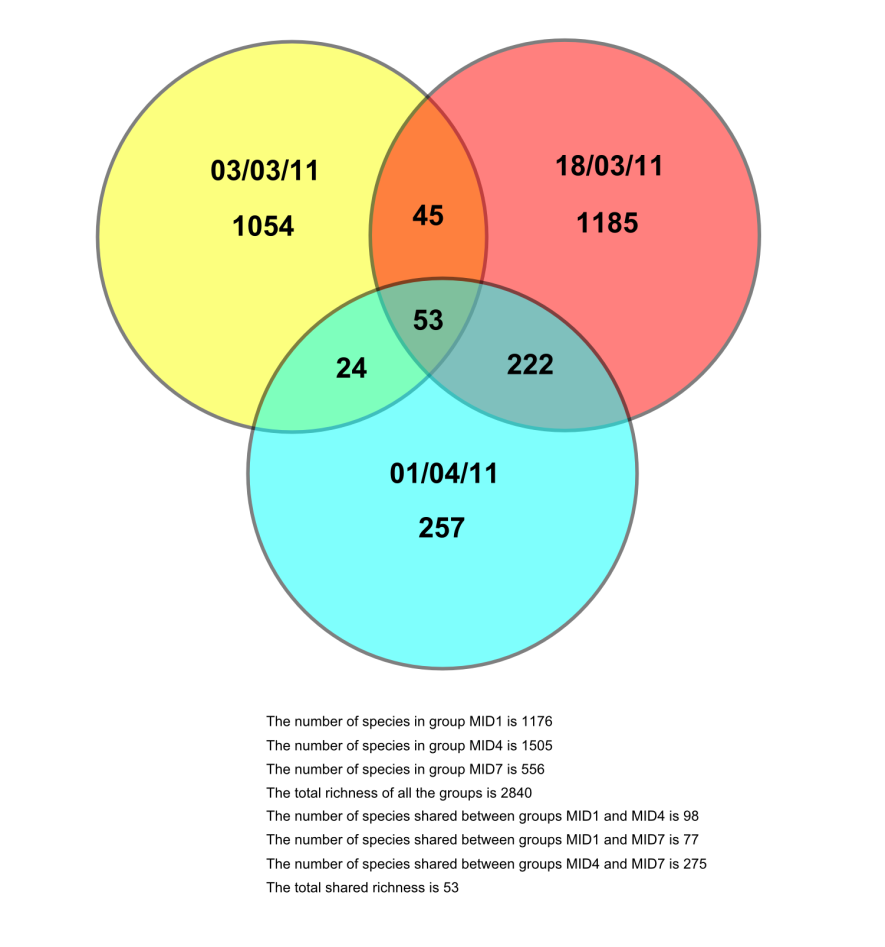 03/03/11
18/03/11
1054
45
1185
53
24
222
01/04/11
257
The number of species in group MID1 is 1176
The number of species in group MID4 is 1505
The number of species in group MID7 is 556
The total richness of all the groups is 2840
The number of species shared between groups MID1 and MID4 is 98
The number of species shared between groups MID1 and MID7 is 77
The number of species shared between groups MID4 and MID7 is 275
The total shared richness is 53